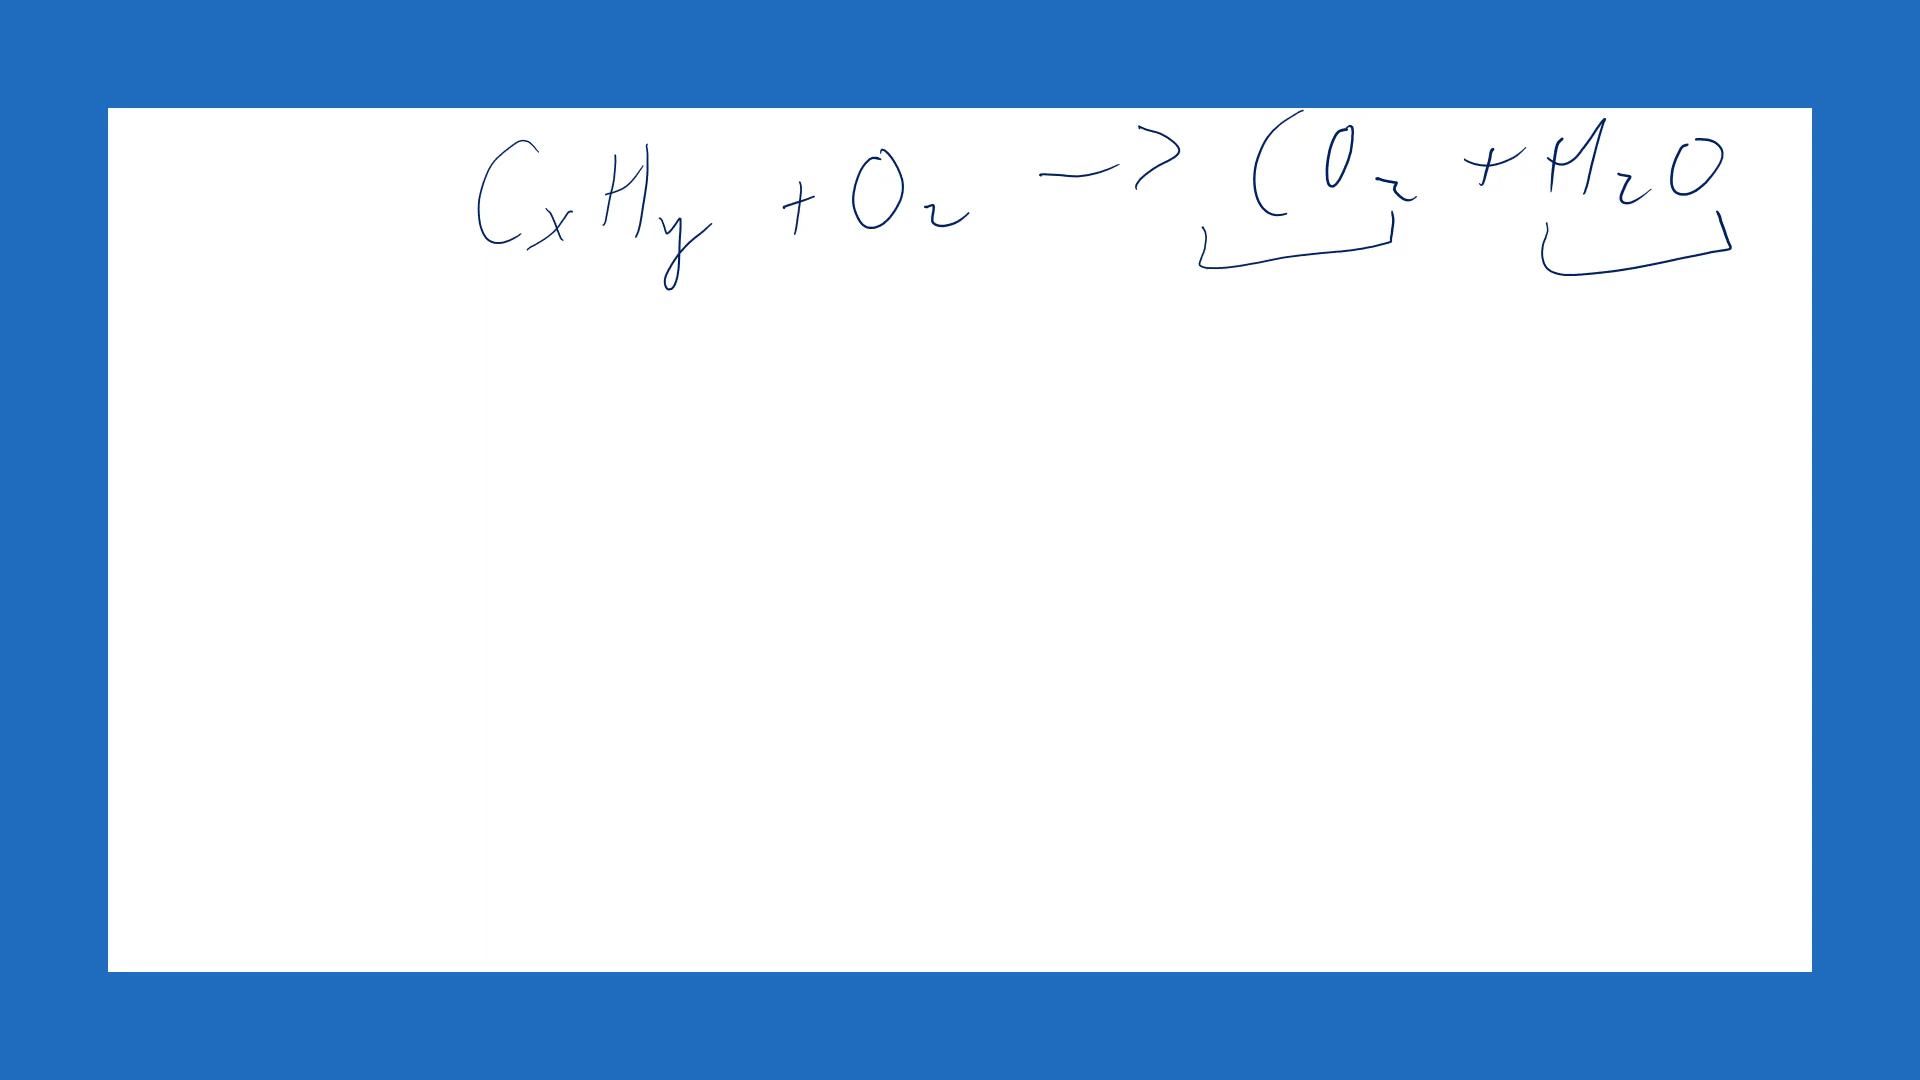 CxHy + O₂ → CO₂ + H₂O